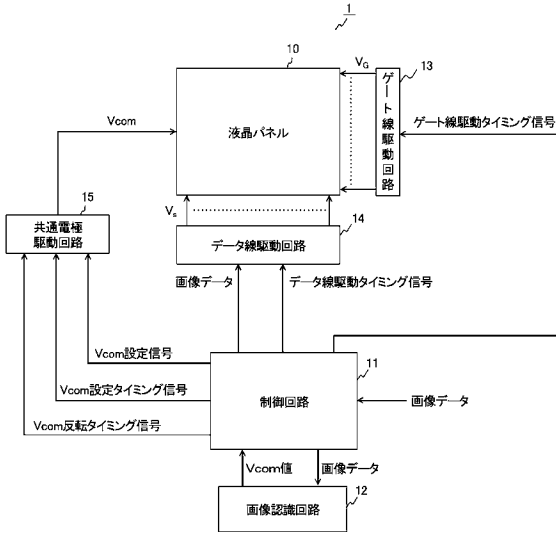 1
10
液晶パネル
VG
13
ゲート線駆動回路
ゲート線駆動タイミング信号
Vcom
15
共通電極
駆動回路
Vs
14
データ線駆動回路
画像データ
データ線駆動タイミング信号
Vcom設定信号
Vcom設定タイミング信号
Vcom反転タイミング信号
11
制御回路
画像データ
Vcom値
画像データ
12
画像認識回路